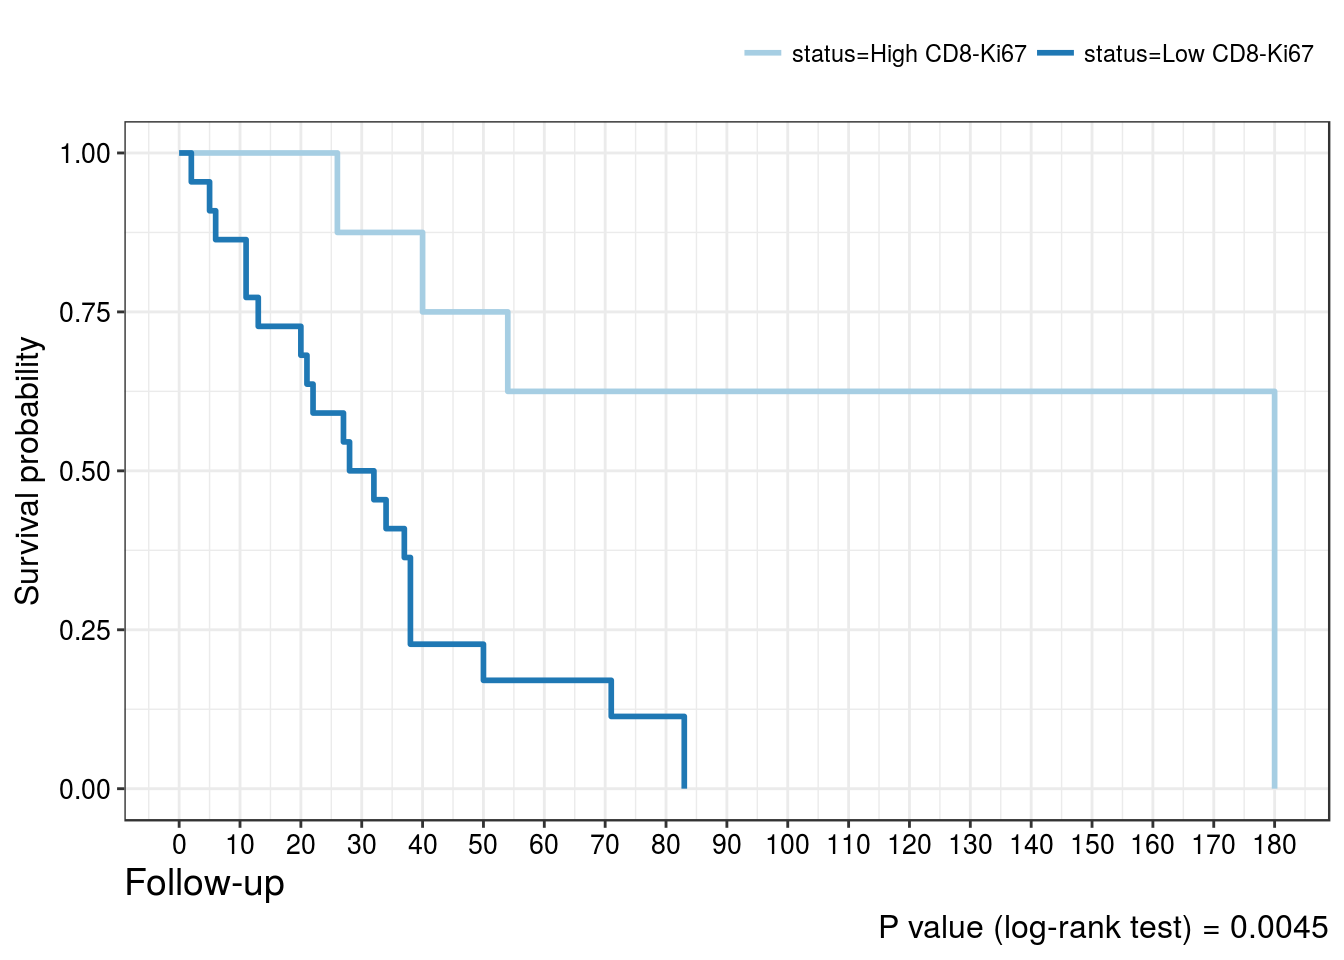 status=High CD8-Ki67 status=Low CD8-Ki67
1.00
0.75
0.50
0.25
0.00
Survival probability
0 10 20 30 40 50 60 70 80 90 100 110 120 130 140 150 160 170 180
Follow-up
P value (log-rank test) = 0.0045